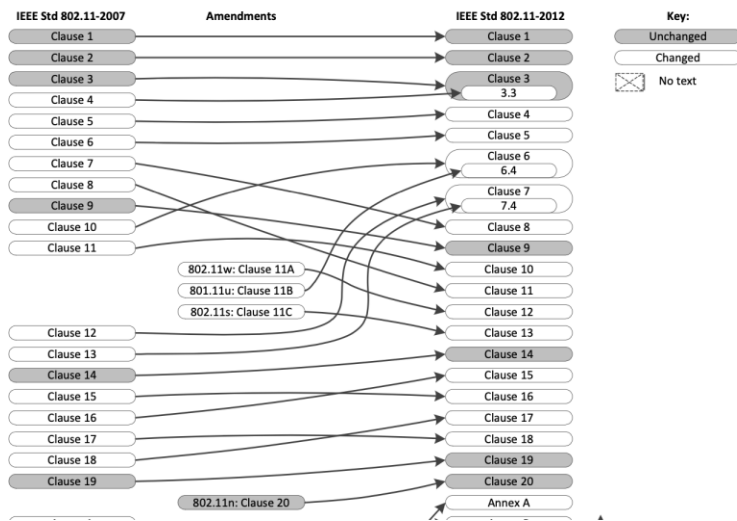 IEEE Std 802.11-2007
Amendments
IEEE Std 802.11-2012
Key:
Clause 1
Clause 1
Unchanged
Clause 2
Clause 2
Changed
Clause 3
Clause 3
No text
3.3
Clause 4
Clause 4
Clause 5
Clause 5
Clause 6
Clause 6
Clause 7
6.4
Clause 8
Clause 7
Clause 9
7.4
Clause 10
Clause 8
Clause 11
Clause 9
802.11w: Clause 11A
Clause 10
801.11u: Clause 11B
Clause 11
802.11s: Clause 11C
Clause 12
Clause 12
Clause 13
Clause 13
Clause 14
Clause 14
Clause 15
Clause 15
Clause 16
Clause 16
Clause 17
Clause 17
Clause 18
Clause 18
Clause 19
Clause 19
Clause 20
802.11n: Clause 20
Annex A